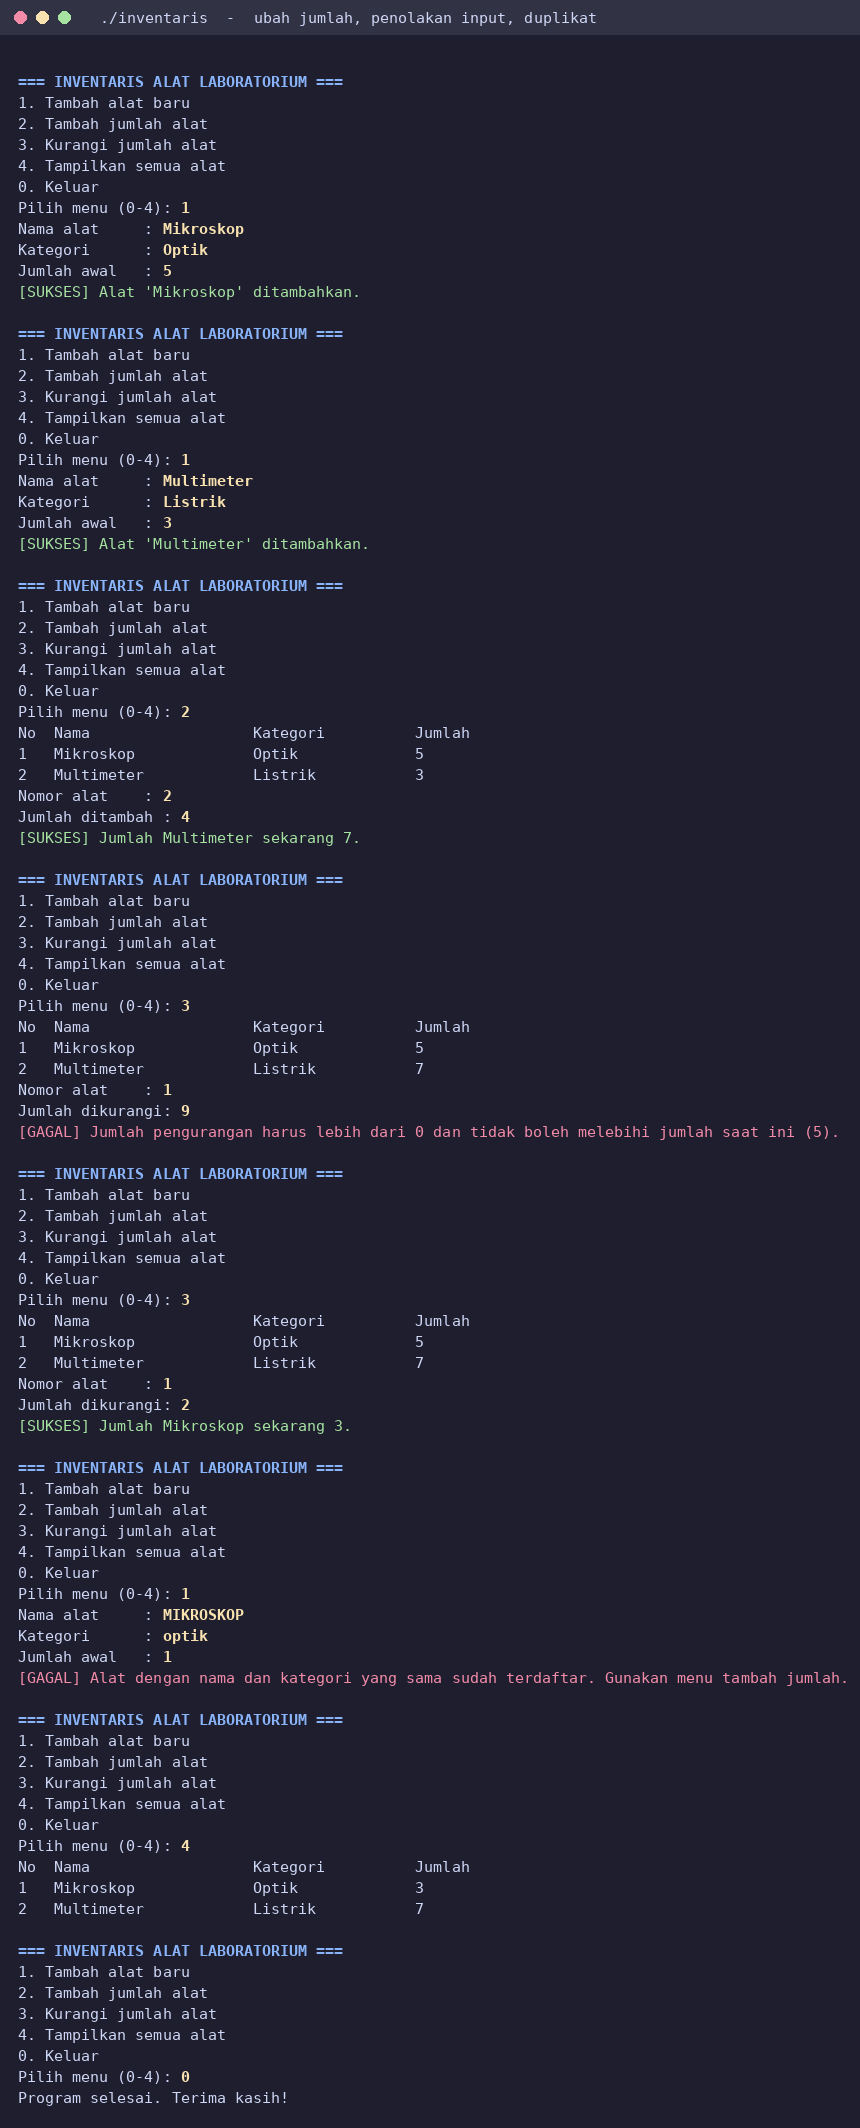 ./inventaris  -  ubah jumlah, penolakan input, duplikat
=== INVENTARIS ALAT LABORATORIUM ===
1. Tambah alat baru
2. Tambah jumlah alat
3. Kurangi jumlah alat
4. Tampilkan semua alat
0. Keluar
Pilih menu (0-4): 1
Nama alat     : Mikroskop
Kategori      : Optik
Jumlah awal   : 5
[SUKSES] Alat 'Mikroskop' ditambahkan.
=== INVENTARIS ALAT LABORATORIUM ===
1. Tambah alat baru
2. Tambah jumlah alat
3. Kurangi jumlah alat
4. Tampilkan semua alat
0. Keluar
Pilih menu (0-4): 1
Nama alat     : Multimeter
Kategori      : Listrik
Jumlah awal   : 3
[SUKSES] Alat 'Multimeter' ditambahkan.
=== INVENTARIS ALAT LABORATORIUM ===
1. Tambah alat baru
2. Tambah jumlah alat
3. Kurangi jumlah alat
4. Tampilkan semua alat
0. Keluar
Pilih menu (0-4): 2
No  Nama                  Kategori          Jumlah
1   Mikroskop             Optik             5
2   Multimeter            Listrik           3
Nomor alat    : 2
Jumlah ditambah : 4
[SUKSES] Jumlah Multimeter sekarang 7.
=== INVENTARIS ALAT LABORATORIUM ===
1. Tambah alat baru
2. Tambah jumlah alat
3. Kurangi jumlah alat
4. Tampilkan semua alat
0. Keluar
Pilih menu (0-4): 3
No  Nama                  Kategori          Jumlah
1   Mikroskop             Optik             5
2   Multimeter            Listrik           7
Nomor alat    : 1
Jumlah dikurangi: 9
[GAGAL] Jumlah pengurangan harus lebih dari 0 dan tidak boleh melebihi jumlah saat ini (5).
=== INVENTARIS ALAT LABORATORIUM ===
1. Tambah alat baru
2. Tambah jumlah alat
3. Kurangi jumlah alat
4. Tampilkan semua alat
0. Keluar
Pilih menu (0-4): 3
No  Nama                  Kategori          Jumlah
1   Mikroskop             Optik             5
2   Multimeter            Listrik           7
Nomor alat    : 1
Jumlah dikurangi: 2
[SUKSES] Jumlah Mikroskop sekarang 3.
=== INVENTARIS ALAT LABORATORIUM ===
1. Tambah alat baru
2. Tambah jumlah alat
3. Kurangi jumlah alat
4. Tampilkan semua alat
0. Keluar
Pilih menu (0-4): 1
Nama alat     : MIKROSKOP
Kategori      : optik
Jumlah awal   : 1
[GAGAL] Alat dengan nama dan kategori yang sama sudah terdaftar. Gunakan menu tambah jumlah.
=== INVENTARIS ALAT LABORATORIUM ===
1. Tambah alat baru
2. Tambah jumlah alat
3. Kurangi jumlah alat
4. Tampilkan semua alat
0. Keluar
Pilih menu (0-4): 4
No  Nama                  Kategori          Jumlah
1   Mikroskop             Optik             3
2   Multimeter            Listrik           7
=== INVENTARIS ALAT LABORATORIUM ===
1. Tambah alat baru
2. Tambah jumlah alat
3. Kurangi jumlah alat
4. Tampilkan semua alat
0. Keluar
Pilih menu (0-4): 0
Program selesai. Terima kasih!